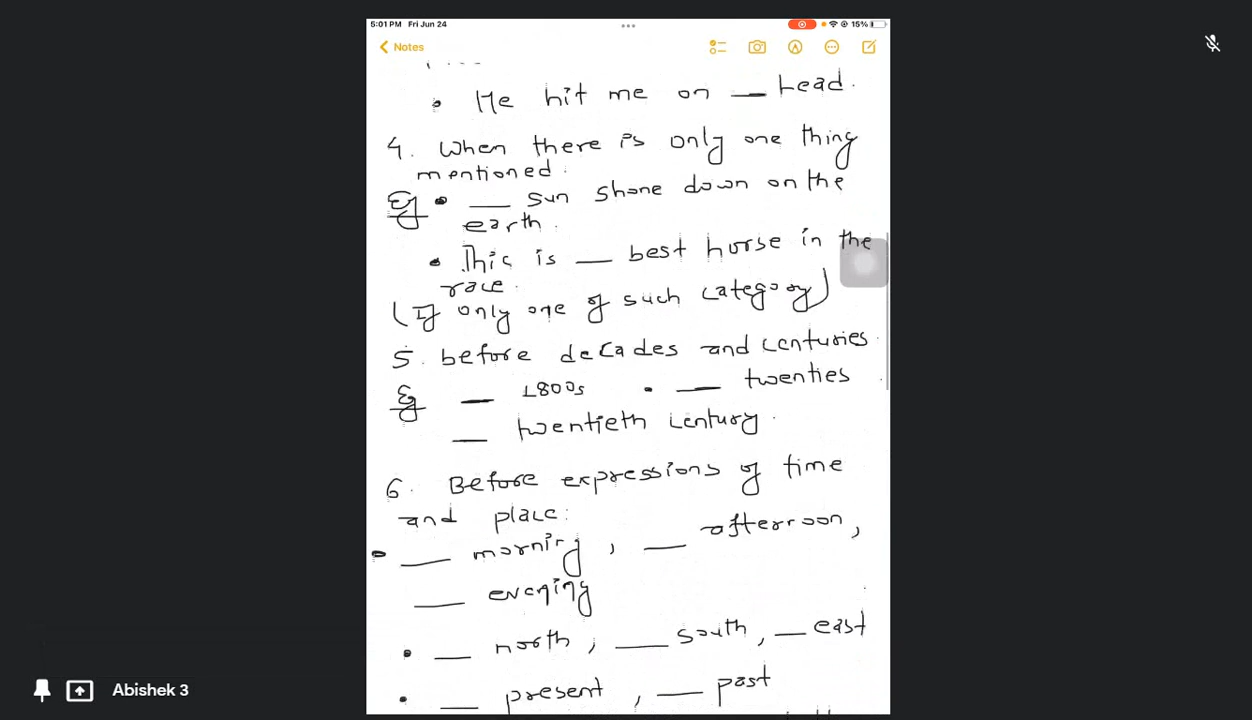 5:01 PM Fri Jun 24
15%
Notes
• He hit me on __ head.
4. When there is only one thing
mentioned.
Eg • __ sun shone down on the
earth.
• This is __ best horse in the
race.
(If only one of such category)
5. before decades and centuries.
Eg __ 1800s • __ twenties
__ twentieth century.
6. Before expressions of time
and place:
• __ morning, __ afternoon,
__ evening
• __ north, __ south, __ east
• __ present, __ past
Abishek 3